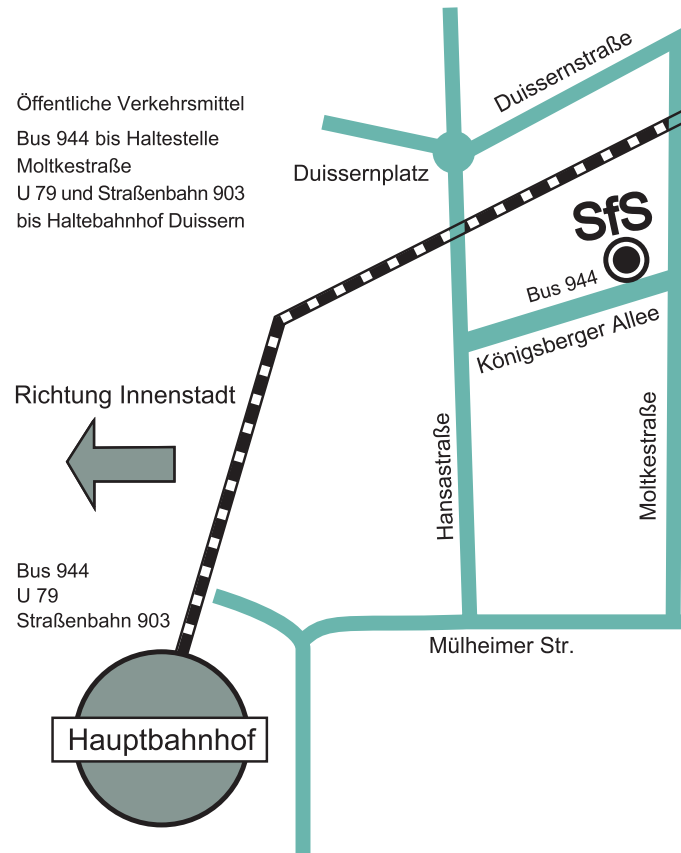 Öffentliche Verkehrsmittel
Bus 944 bis Haltestelle
Moltkestraße
U 79 und Straßenbahn 903
bis Haltebahnhof Duissern
Duissernstraße
Duissernplatz
SfS
Bus 944
Königsberger Allee
Richtung Innenstadt
Hansastraße
Moltkestraße
Bus 944
U 79
Straßenbahn 903
Mülheimer Str.
Hauptbahnhof